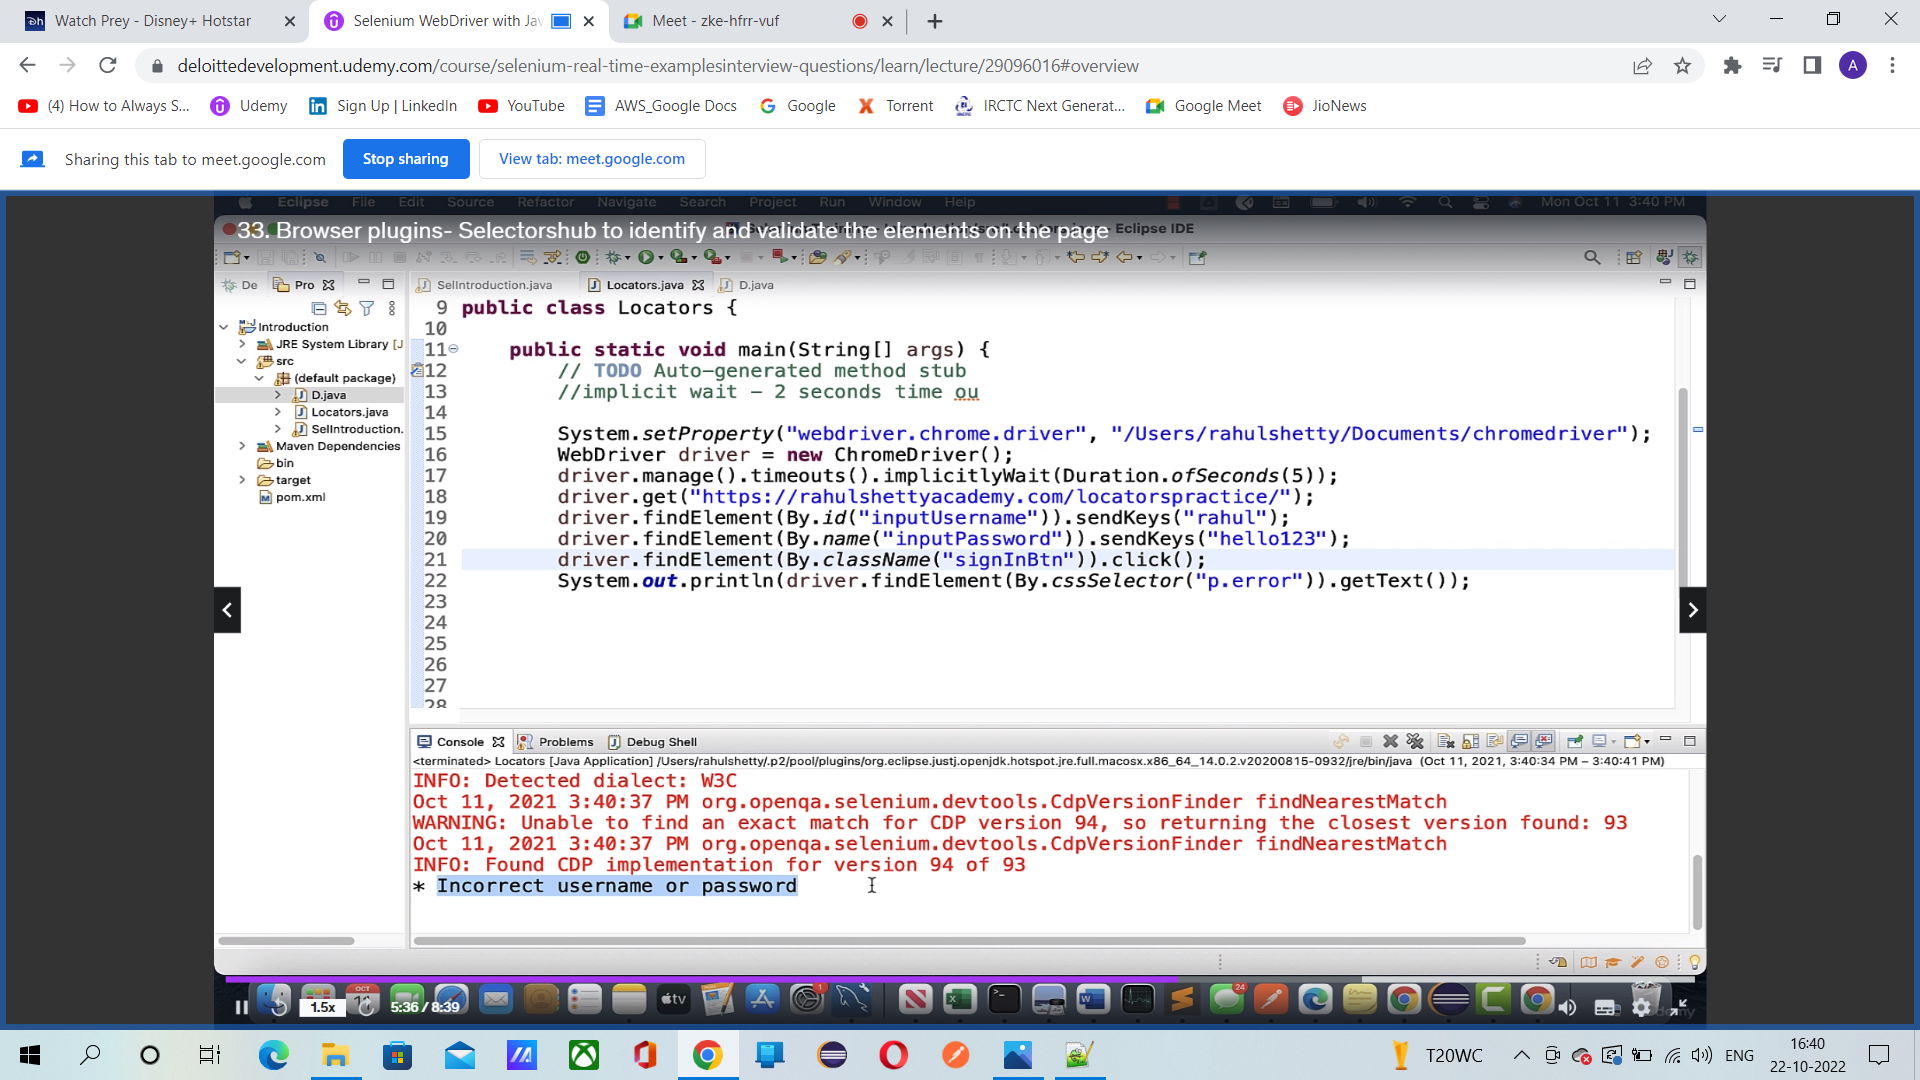 Watch Prey - Disney+ Hotstar
Selenium WebDriver with Jav
Meet - zke-hfrr-vuf
deloittedevelopment.udemy.com/course/selenium-real-time-examplesinterview-questions/learn/lecture/29096016#overview
A
(4) How to Always S...
Udemy
Sign Up | LinkedIn
YouTube
AWS_Google Docs
Google
Torrent
IRCTC Next Generat...
Google Meet
JioNews
Sharing this tab to meet.google.com
Stop sharing
View tab: meet.google.com
Eclipse File Edit Source Refactor Navigate Search Project Run Window Help
Mon Oct 11 3:40 PM
33. Browser plugins- Selectorshub to identify and validate the elements on the page
Eclipse IDE
De
Pro
SelIntroduction.java
Locators.java
D.java
Introduction
JRE System Library [J
src
(default package)
D.java
Locators.java
SelIntroduction.
Maven Dependencies
bin
target
pom.xml
9 public class Locators {
10
11 public static void main(String[] args) {
12 // TODO Auto-generated method stub
13 //implicit wait – 2 seconds time ou
14
15 System.setProperty("webdriver.chrome.driver", "/Users/rahulshetty/Documents/chromedriver");
16 WebDriver driver = new ChromeDriver();
17 driver.manage().timeouts().implicitlyWait(Duration.ofSeconds(5));
18 driver.get("https://rahulshettyacademy.com/locatorspractice/");
19 driver.findElement(By.id("inputUsername")).sendKeys("rahul");
20 driver.findElement(By.name("inputPassword")).sendKeys("hello123");
21 driver.findElement(By.className("signInBtn")).click();
22 System.out.println(driver.findElement(By.cssSelector("p.error")).getText());
23
24
25
26
27
28
Console
Problems
Debug Shell
<terminated> Locators [Java Application] /Users/rahulshetty/.p2/pool/plugins/org.eclipse.justj.openjdk.hotspot.jre.full.macosx.x86_64_14.0.2.v20200815-0932/jre/bin/java (Oct 11, 2021, 3:40:34 PM – 3:40:41 PM)
INFO: Detected dialect: W3C
Oct 11, 2021 3:40:37 PM org.openqa.selenium.devtools.CdpVersionFinder findNearestMatch
WARNING: Unable to find an exact match for CDP version 94, so returning the closest version found: 93
Oct 11, 2021 3:40:37 PM org.openqa.selenium.devtools.CdpVersionFinder findNearestMatch
INFO: Found CDP implementation for version 94 of 93
* Incorrect username or password
1.5x
5:36 / 8:39
OCT
tv
24
T20WC
ENG
16:40
22-10-2022